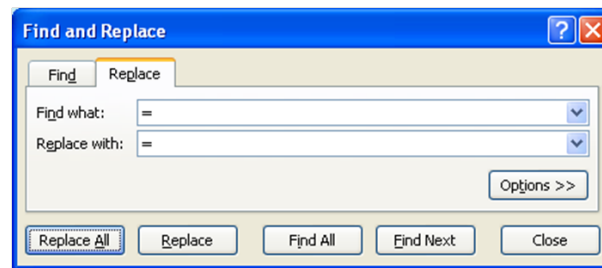 Find and Replace
Find Replace
Find what: =
Replace with: =
Options >>
Replace All Replace Find All Find Next Close